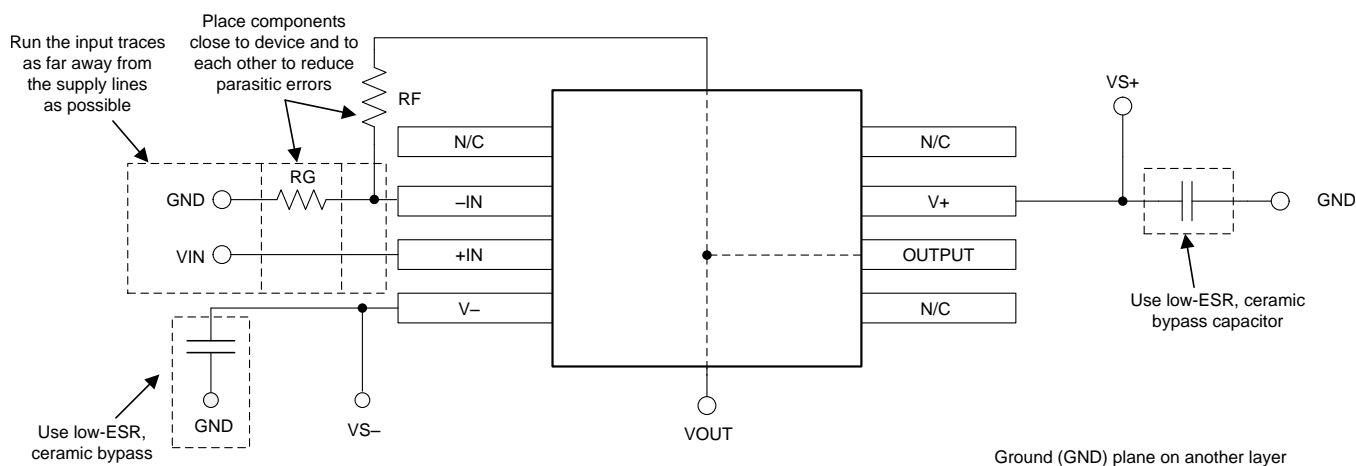 Place components
close to device and to
each other to reduce
parasitic errors
Run the input traces
as far away from
the supply lines
as possible
VS+
RF
N/C
N/C
RG
GND
–IN
V+
GND
VIN
+IN
OUTPUT
V–
N/C
Use low-ESR, ceramic
bypass capacitor
GND
VS–
VOUT
Use low-ESR,
ceramic bypass
Ground (GND) plane on another layer